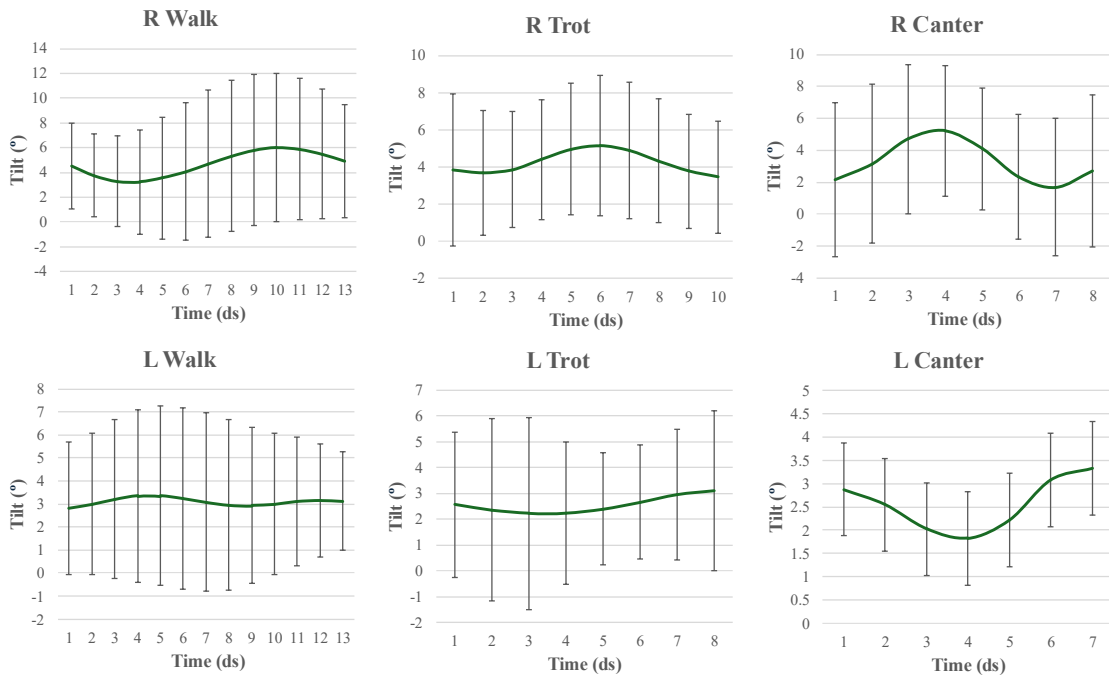 R Walk
Tilt (º)
14
12
10
8
6
4
2
0
-2
-4
1 2 3 4 5 6 7 8 9 10 11 12 13
Time (ds)
R Trot
Tilt (º)
10
8
6
4
2
0
-2
1 2 3 4 5 6 7 8 9 10
Time (ds)
R Canter
Tilt (º)
10
8
6
4
2
0
-2
-4
1 2 3 4 5 6 7 8
Time (ds)
L Walk
Tilt (º)
8
7
6
5
4
3
2
1
0
-1
-2
1 2 3 4 5 6 7 8 9 10 11 12 13
Time (ds)
L Trot
Tilt (º)
7
6
5
4
3
2
1
0
-1
-2
1 2 3 4 5 6 7 8
Time (ds)
L Canter
Tilt (º)
5
4.5
4
3.5
3
2.5
2
1.5
1
0.5
0
1 2 3 4 5 6 7
Time (ds)